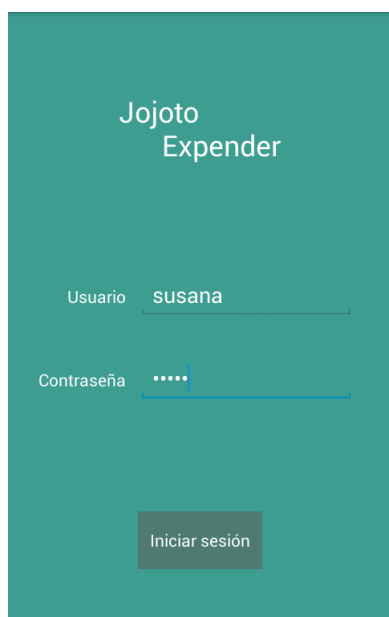 Jojoto
Expender
Usuario susana
Contraseña •••••
Iniciar sesión